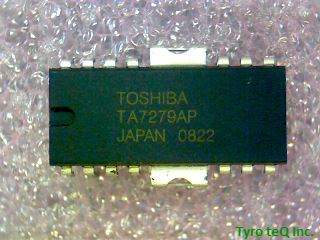 TOSHIBA
TA7279AP
JAPAN 0822
Tyro teQ Inc.